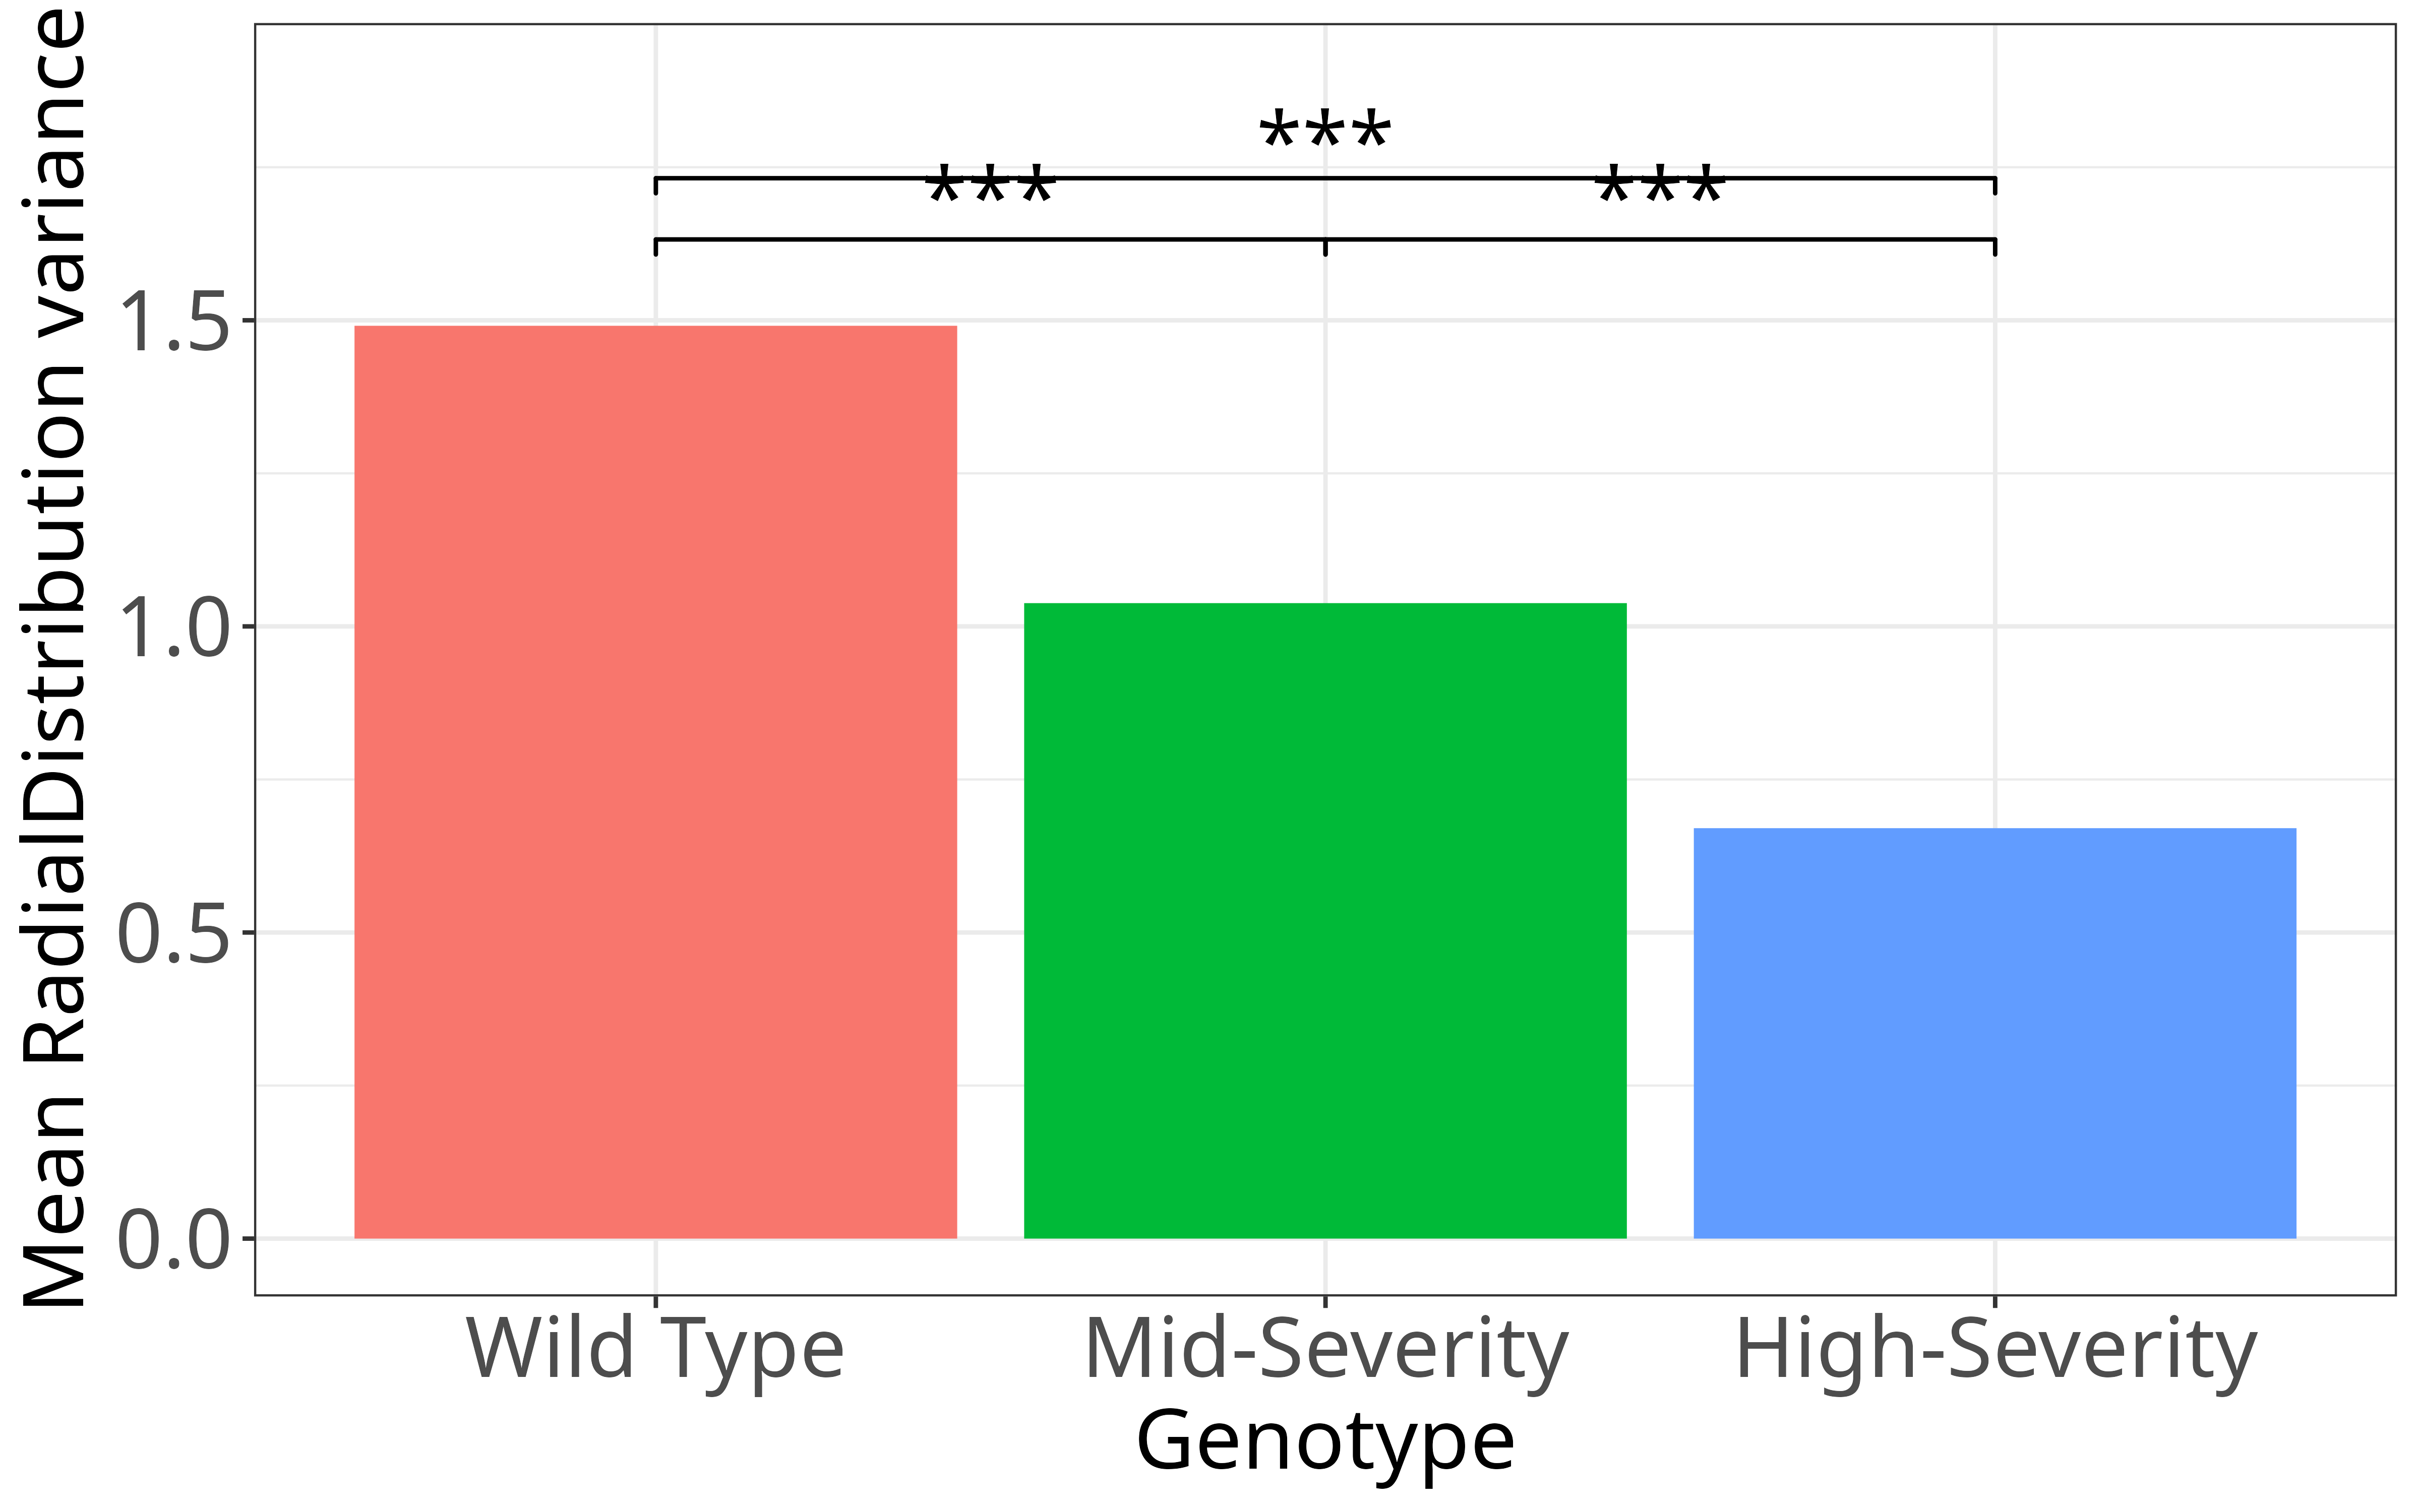 Mean RadialDistribution variance
***
*** ***
1.5
1.0
0.5
0.0
Wild Type Mid-Severity High-Severity
Genotype